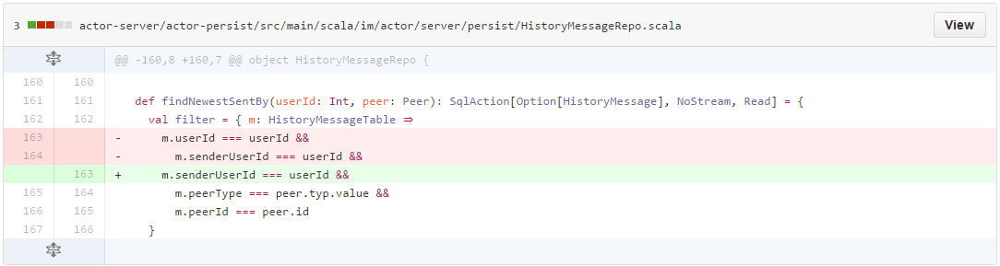 3 actor-server/actor-persist/src/main/scala/im/actor/server/persist/HistoryMessageRepo.scala View
@@ -160,8 +160,7 @@ object HistoryMessageRepo {
160 160
161 161 def findNewestSentBy(userId: Int, peer: Peer): SqlAction[Option[HistoryMessage], NoStream, Read] = {
162 162 val filter = { m: HistoryMessageTable ⇒
163 - m.userId === userId &&
164 - m.senderUserId === userId &&
163 + m.senderUserId === userId &&
165 164 m.peerType === peer.typ.value &&
166 165 m.peerId === peer.id
167 166 }